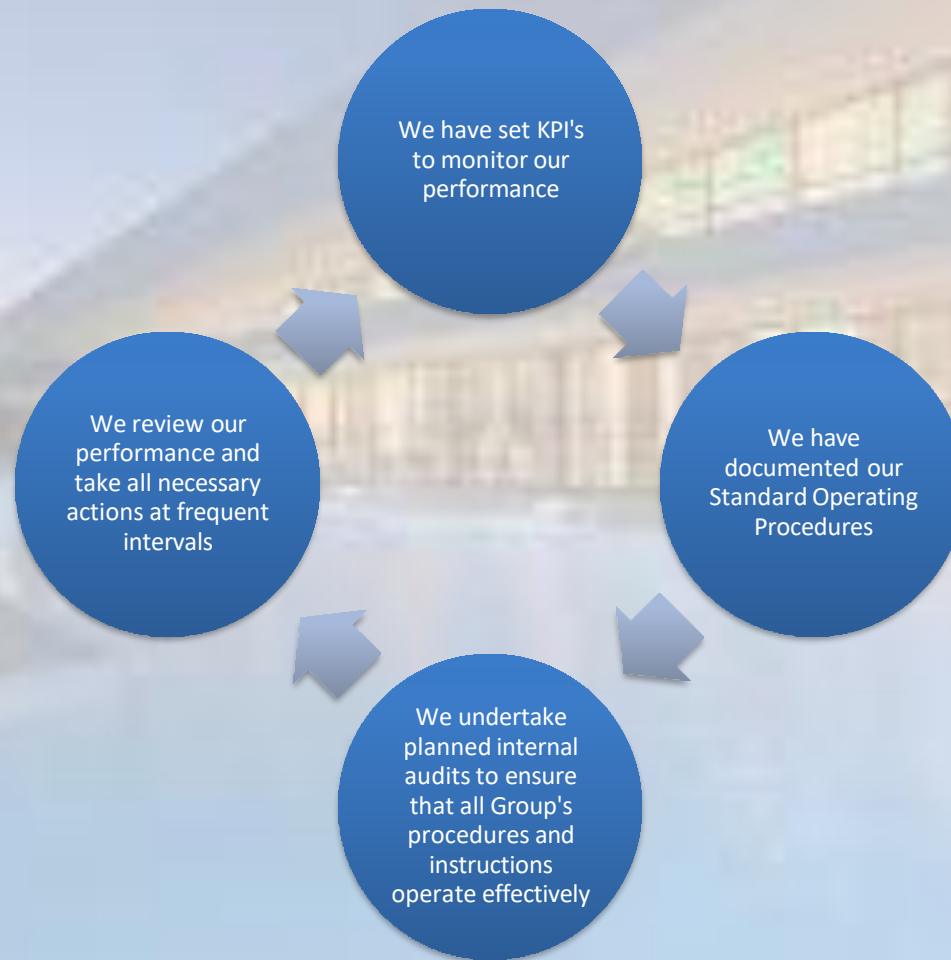 We have set KPI's
to monitor our
performance
We have
documented our
Standard Operating
Procedures
We undertake
planned internal
audits to ensure
that all Group's
procedures and
instructions
operate effectively
We review our
performance and
take all necessary
actions at frequent
intervals